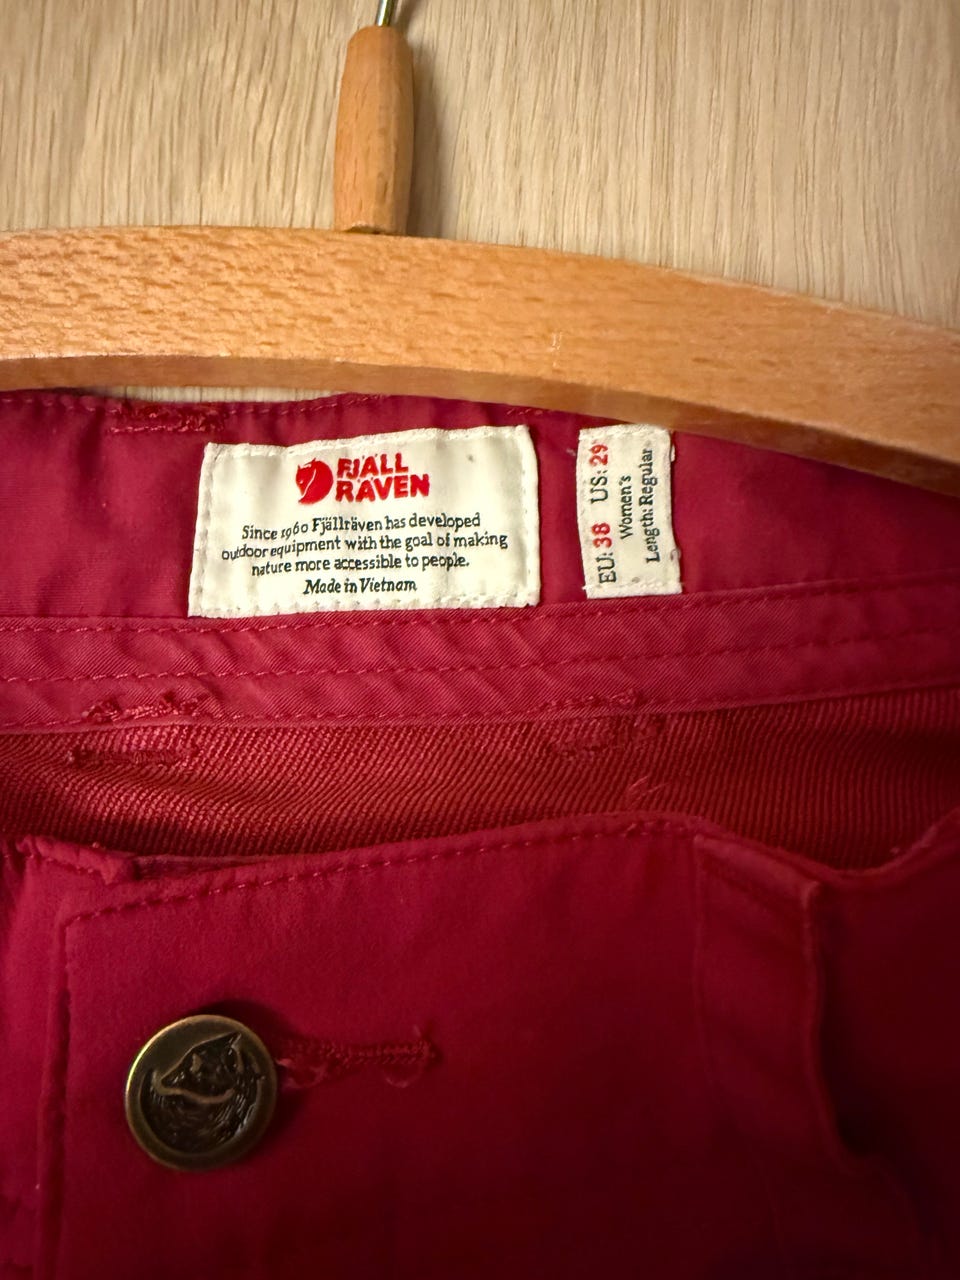 FJÄLL
RÄVEN
Since 1960 Fjällräven has developed
outdoor equipment with the goal of making
nature more accessible to people.
Made in Vietnam
EU: 38 US: 29
Women's
Length: Regular